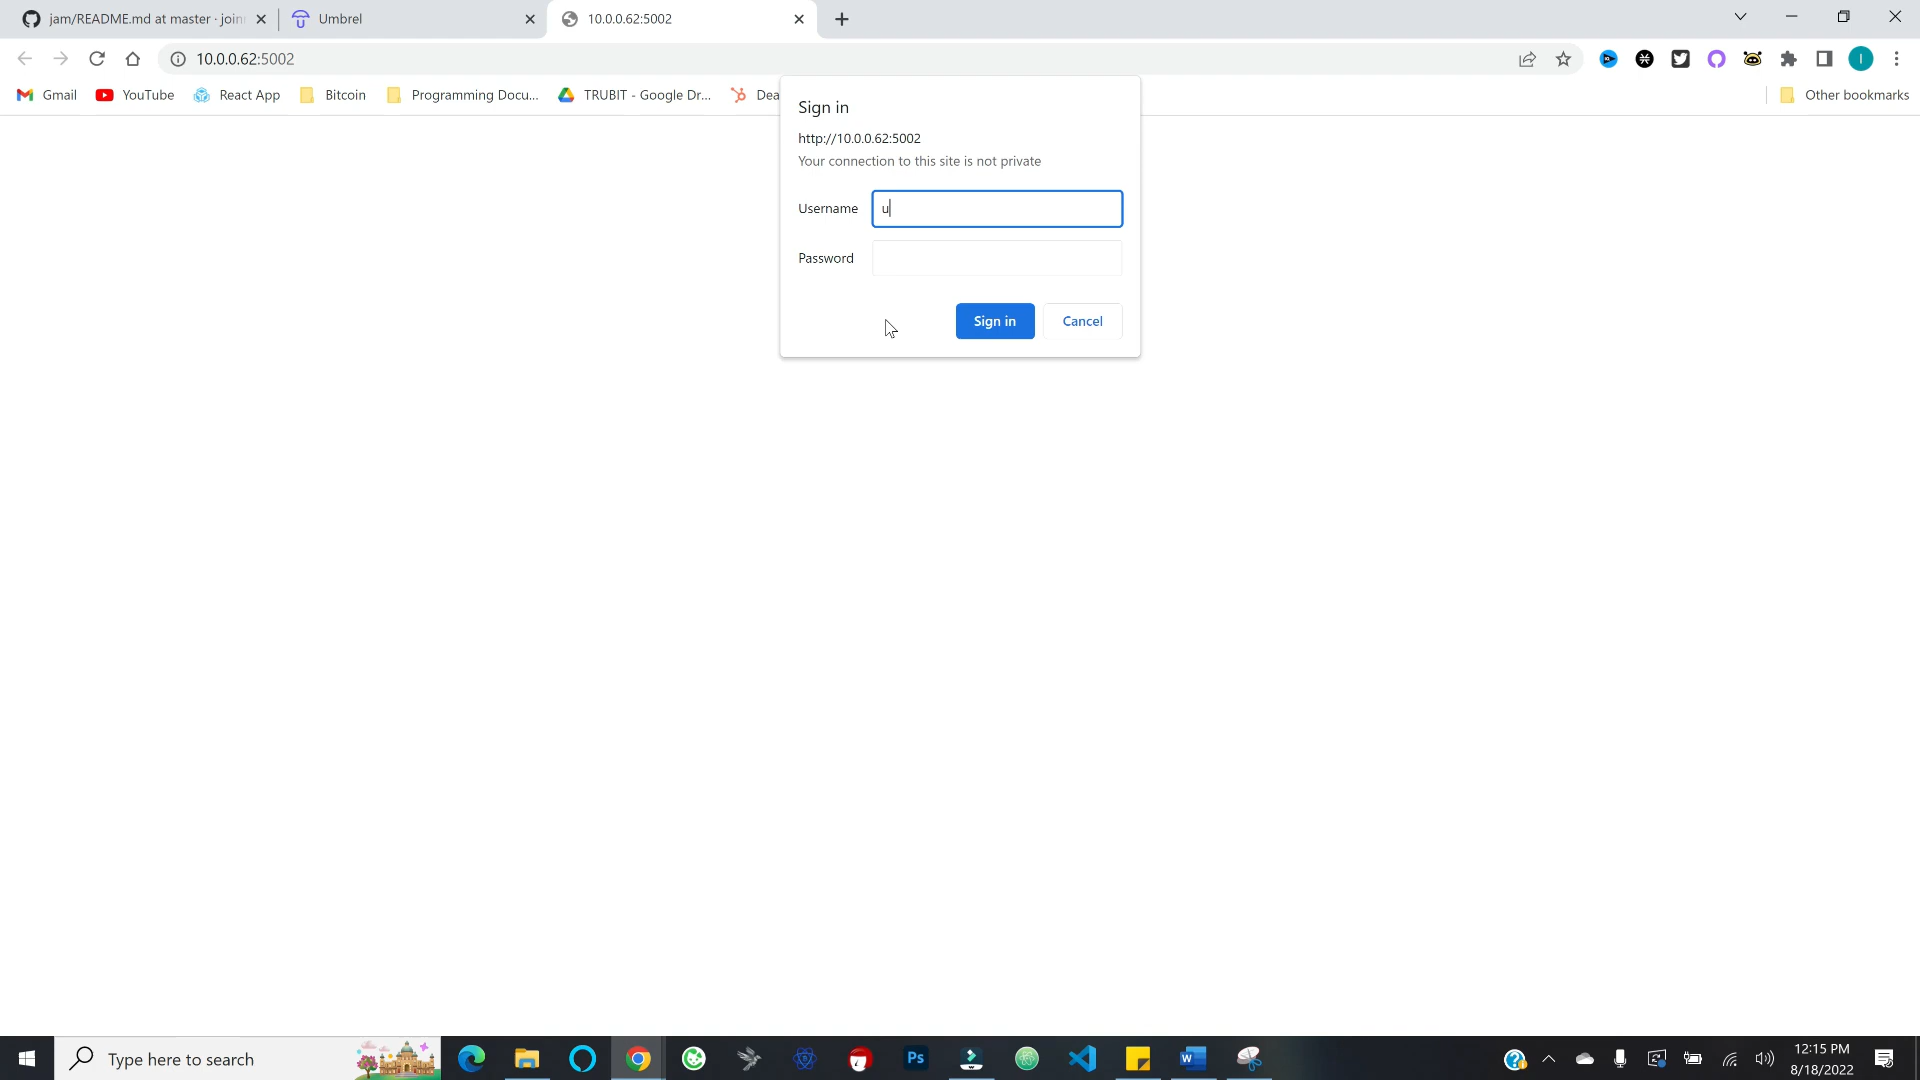 jam/README.md at master · join
Umbrel
10.0.0.62:5002
10.0.0.62:5002
I
Gmail
YouTube
React App
Bitcoin
Programming Docu...
TRUBIT - Google Dr...
Dea
Other bookmarks
Sign in
http://10.0.0.62:5002
Your connection to this site is not private
Username
u
Password
Sign in
Cancel
Type here to search
Ps
W
12:15 PM
8/18/2022